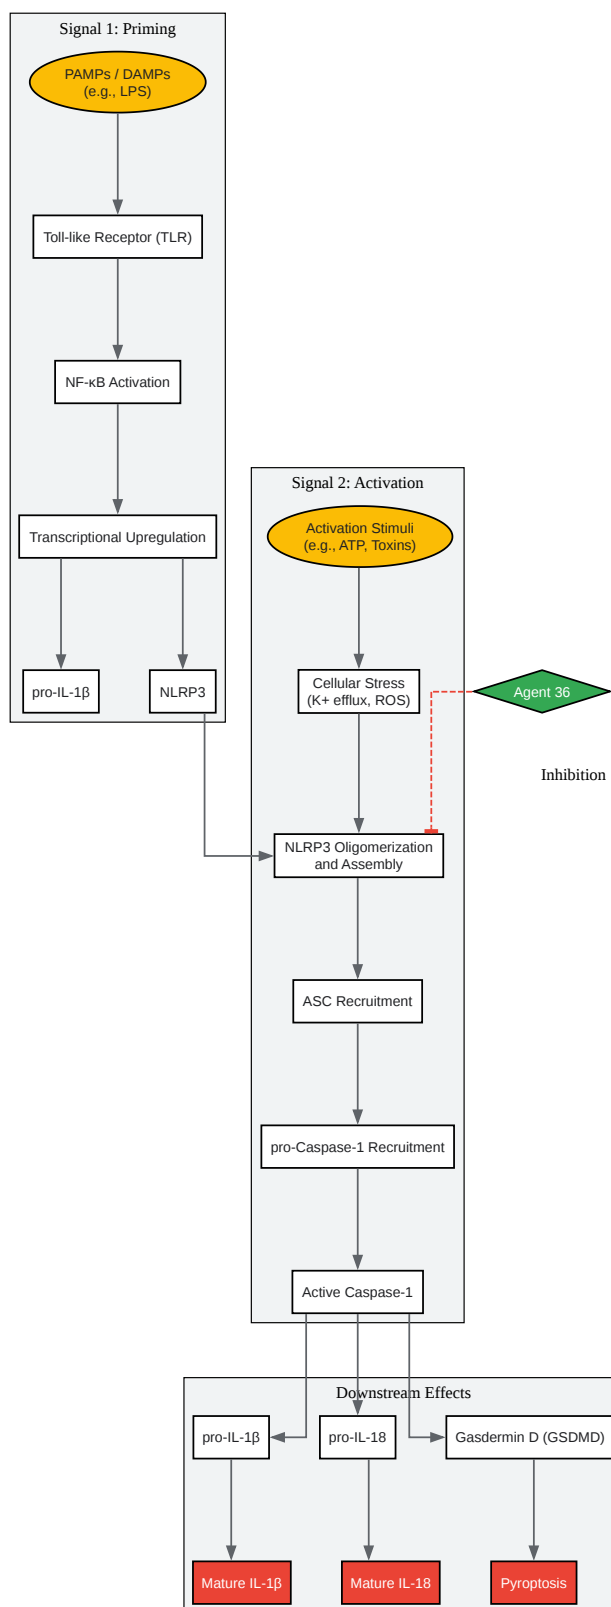 Signal 1: Priming
PAMPs / DAMPs
(e.g., LPS)
Toll-like Receptor (TLR)
NF-κB Activation
Transcriptional Upregulation
pro-IL-1β
NLRP3
Signal 2: Activation
Activation Stimuli
(e.g., ATP, Toxins)
Cellular Stress
(K+ efflux, ROS)
Agent 36
Inhibition
NLRP3 Oligomerization
and Assembly
ASC Recruitment
pro-Caspase-1 Recruitment
Active Caspase-1
Downstream Effects
pro-IL-1β
pro-IL-18
Gasdermin D (GSDMD)
Mature IL-1β
Mature IL-18
Pyroptosis